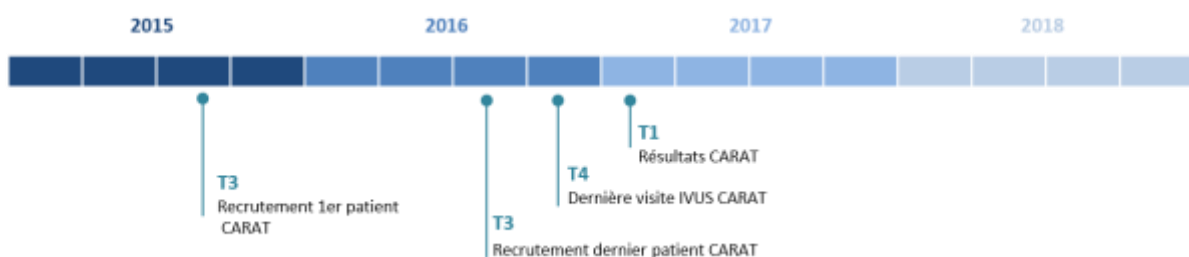 2015
2016
2017
2018
T1
Résultats CARAT
T4
Dernière visite IVUS CARAT
T3
Recrutement 1er patient
CARAT
T3
Recrutement dernier patient CARAT